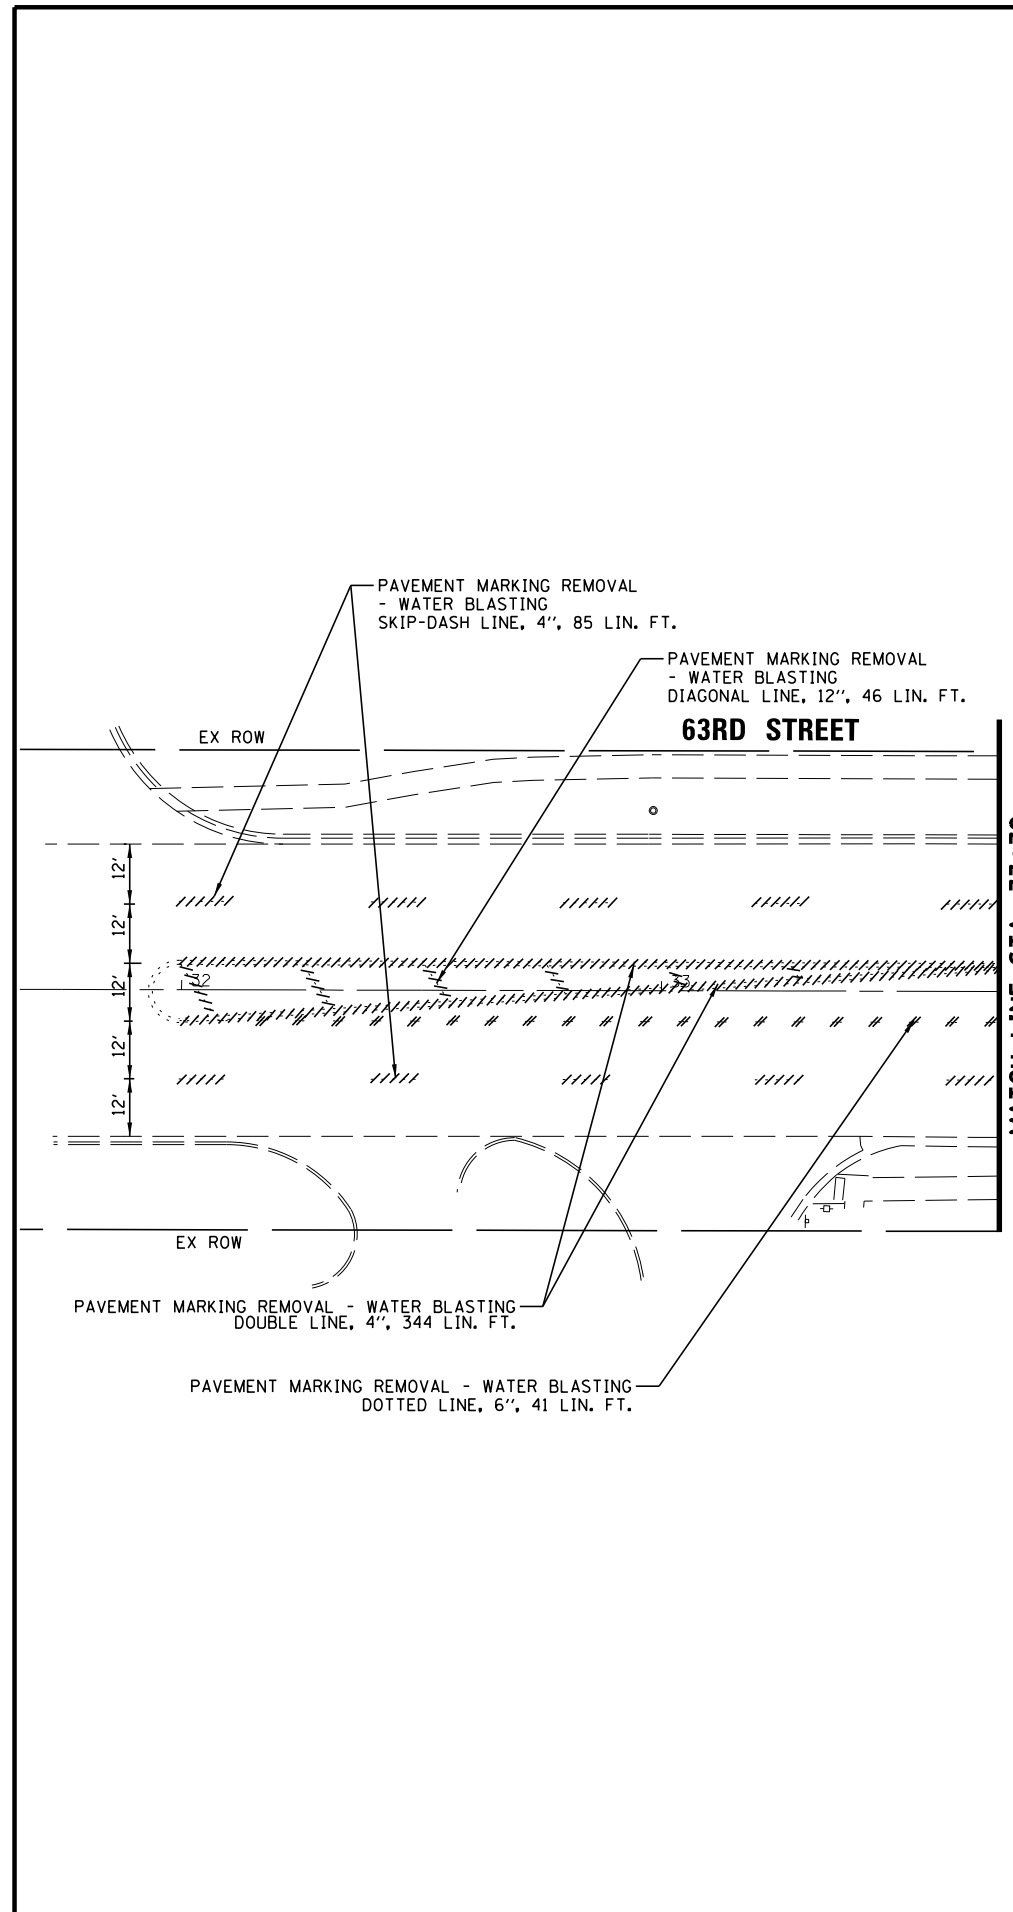 PAVEMENT MARKING REMOVAL
- WATER BLASTING
SKIP-DASH LINE, 4", 85 LIN. FT.
PAVEMENT MARKING REMOVAL
- WATER BLASTING
DIAGONAL LINE, 12", 46 LIN. FT.
63RD STREET
EX ROW
12'
12'
12'
12'
12'
32
33
EX ROW
PAVEMENT MARKING REMOVAL - WATER BLASTING
DOUBLE LINE, 4", 344 LIN. FT.
PAVEMENT MARKING REMOVAL - WATER BLASTING
DOTTED LINE, 6", 41 LIN. FT.